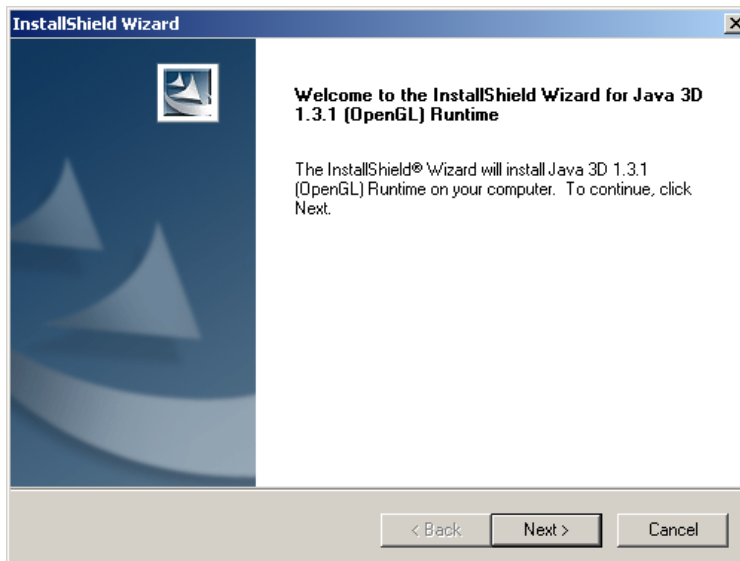 InstallShield Wizard
Welcome to the InstallShield Wizard for Java 3D
1.3.1 (OpenGL) Runtime
The InstallShield® Wizard will install Java 3D 1.3.1
(OpenGL) Runtime on your computer.  To continue, click
Next.
< Back
Next >
Cancel